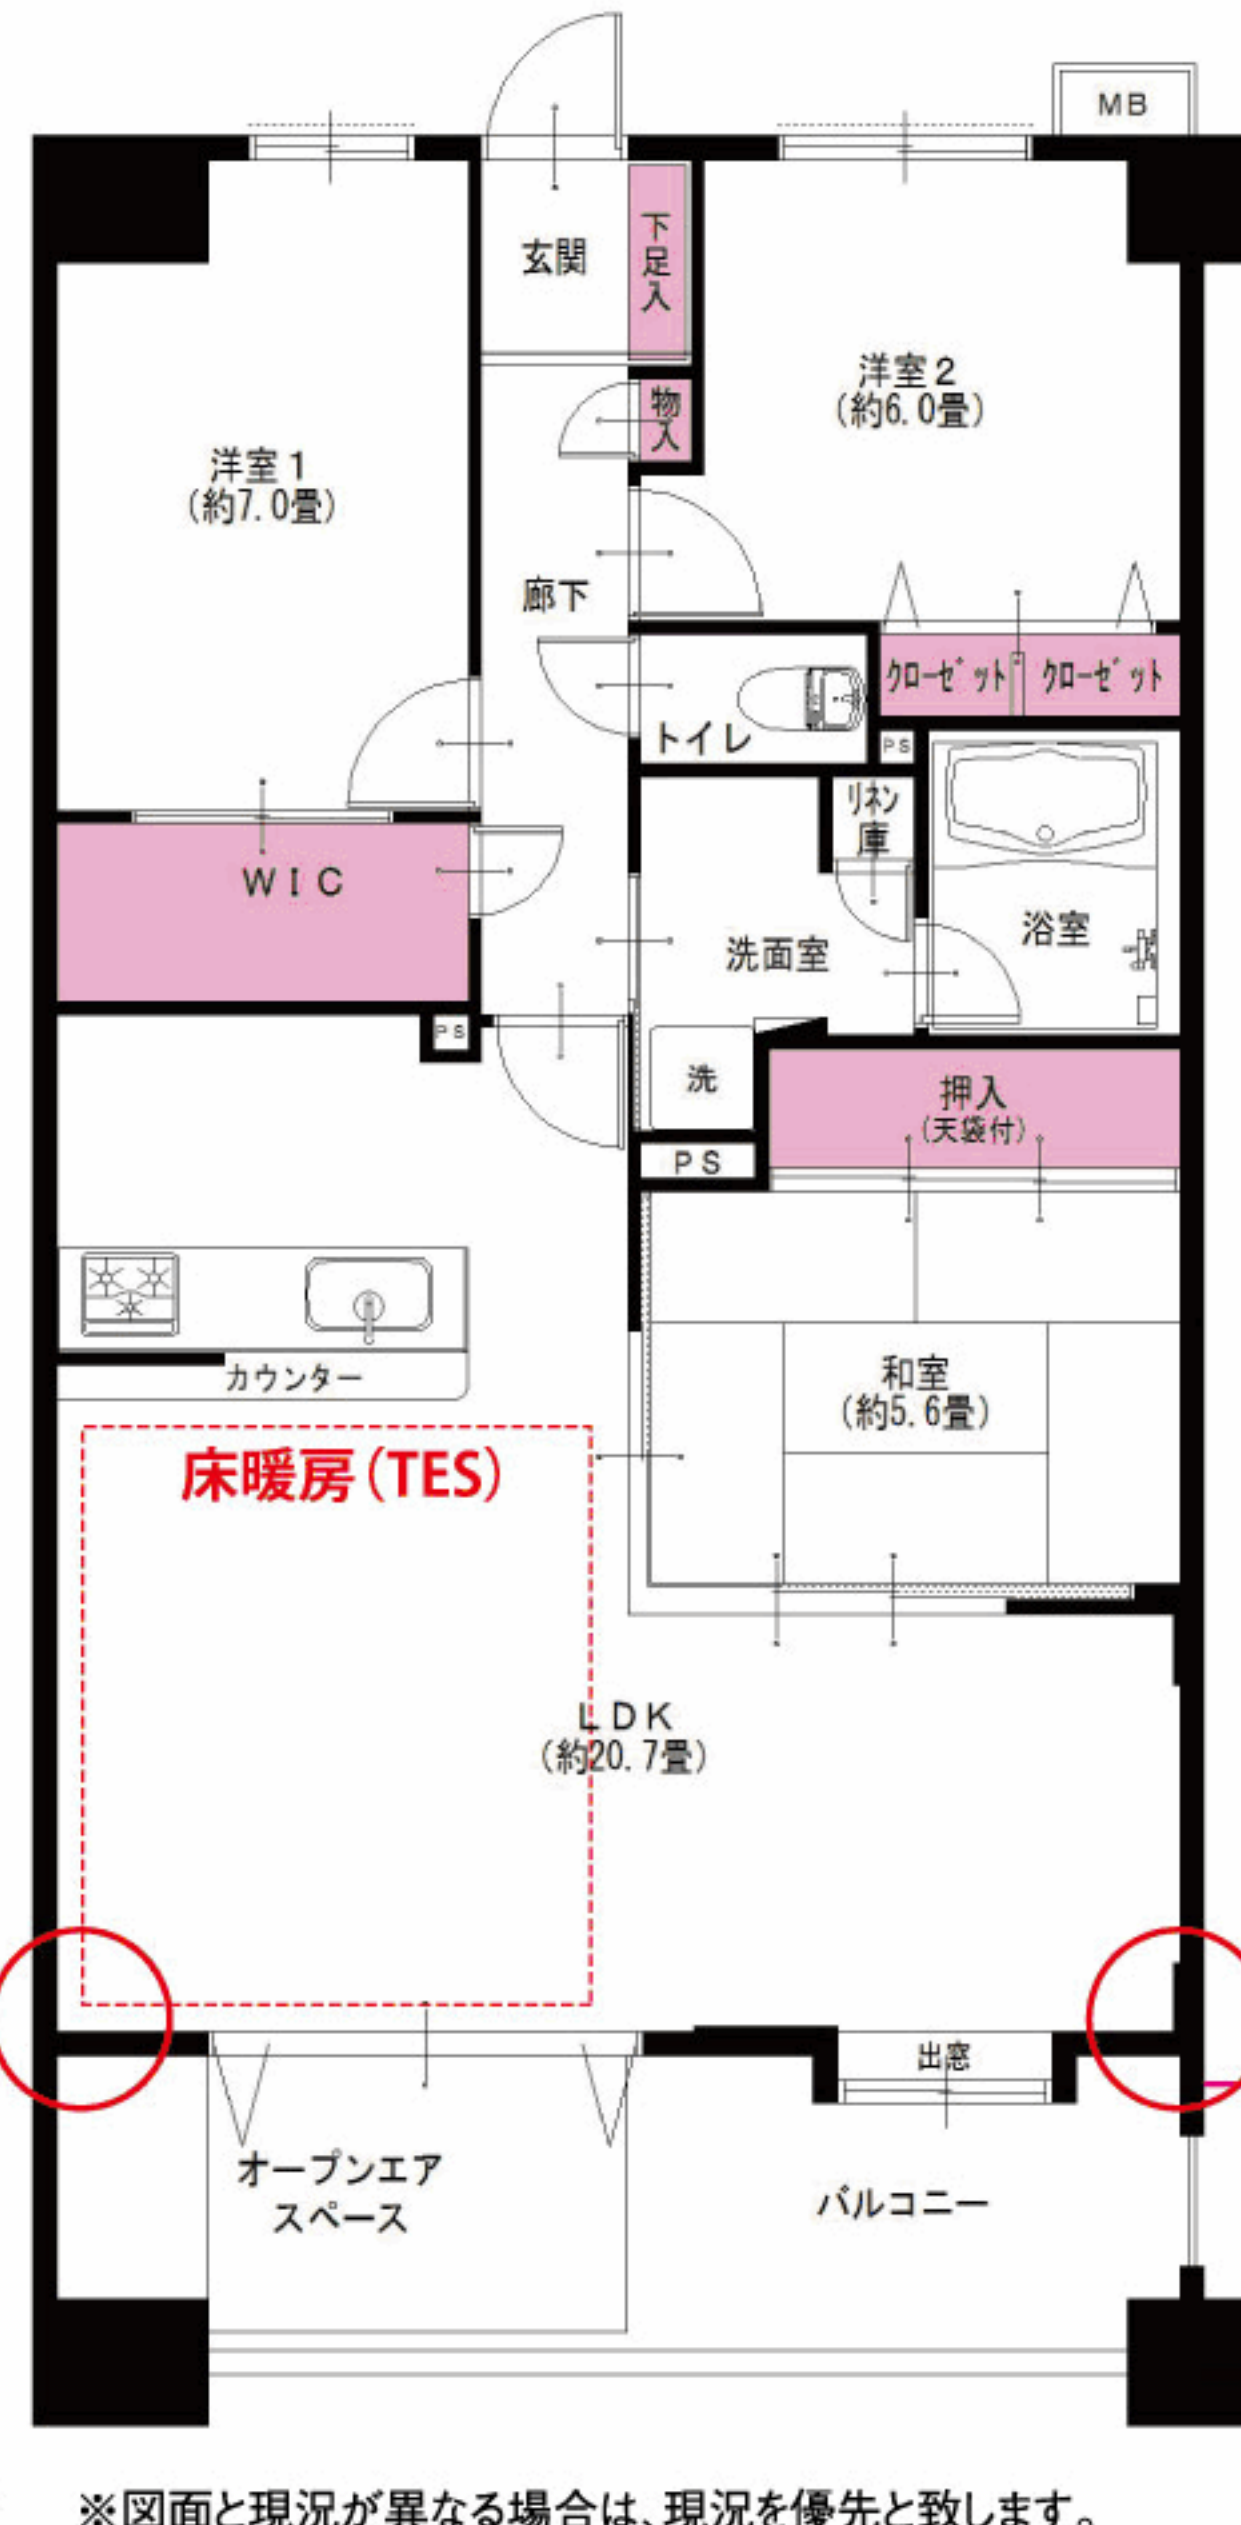 MB
玄関
下足入
洋室2
(約6.0畳)
物入
洋室1
(約7.0畳)
廊下
クローゼット
クローゼット
トイレ
PS
リネン
庫
WIC
浴室
洗面室
PS
洗
押入
(天袋付)
PS
カウンター
和室
(約5.6畳)
床暖房(TES)
LDK
(約20.7畳)
出窓
オープンエア
スペース
バルコニー
※図面と現況が異なる場合は、現況を優先と致します。